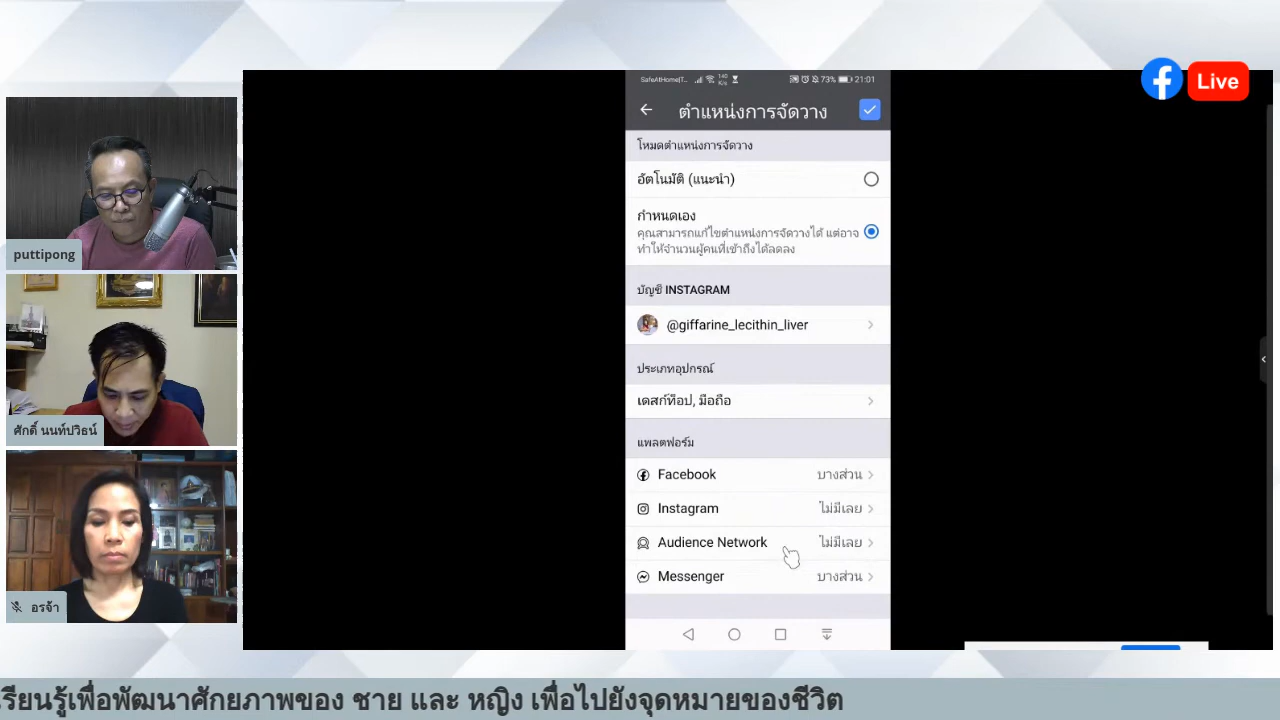 puttipong
ศักดิ์ นนท์ปวิธน์
อรจ้า
SafeAtHome|T..
140
K/s
73%
21:01
ตำแหน่งการจัดวาง
โหมดตำแหน่งการจัดวาง
อัตโนมัติ (แนะนำ)
กำหนดเอง
คุณสามารถแก้ไขตำแหน่งการจัดวางได้ แต่อาจ
ทำให้จำนวนผู้คนที่เข้าถึงได้ลดลง
บัญชี INSTAGRAM
@giffarine_lecithin_liver
ประเภทอุปกรณ์
เดสก์ท็อป, มือถือ
แพลตฟอร์ม
Facebook บางส่วน
Instagram ไม่มีเลย
Audience Network ไม่มีเลย
Messenger บางส่วน
Live
เรียนรู้เพื่อพัฒนาศักยภาพของ ชาย และ หญิง เพื่อไปยังจุดหมายของชีวิต